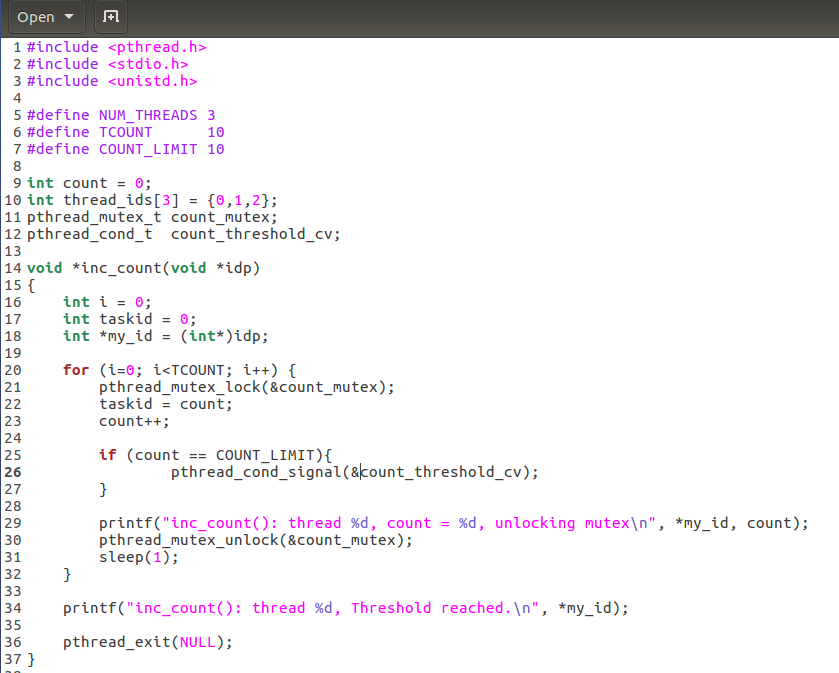 Open
1 #include <pthread.h>
2 #include <stdio.h>
3 #include <unistd.h>
4
5 #define NUM_THREADS 3
6 #define TCOUNT      10
7 #define COUNT_LIMIT 10
8
9 int count = 0;
10 int thread_ids[3] = {0,1,2};
11 pthread_mutex_t count_mutex;
12 pthread_cond_t  count_threshold_cv;
13
14 void *inc_count(void *idp)
15 {
16     int i = 0;
17     int taskid = 0;
18     int *my_id = (int*)idp;
19
20     for (i=0; i<TCOUNT; i++) {
21         pthread_mutex_lock(&count_mutex);
22         taskid = count;
23         count++;
24
25         if (count == COUNT_LIMIT){
26                 pthread_cond_signal(&count_threshold_cv);
27         }
28
29         printf("inc_count(): thread %d, count = %d, unlocking mutex\n", *my_id, count);
30         pthread_mutex_unlock(&count_mutex);
31         sleep(1);
32     }
33
34     printf("inc_count(): thread %d, Threshold reached.\n", *my_id);
35
36     pthread_exit(NULL);
37 }